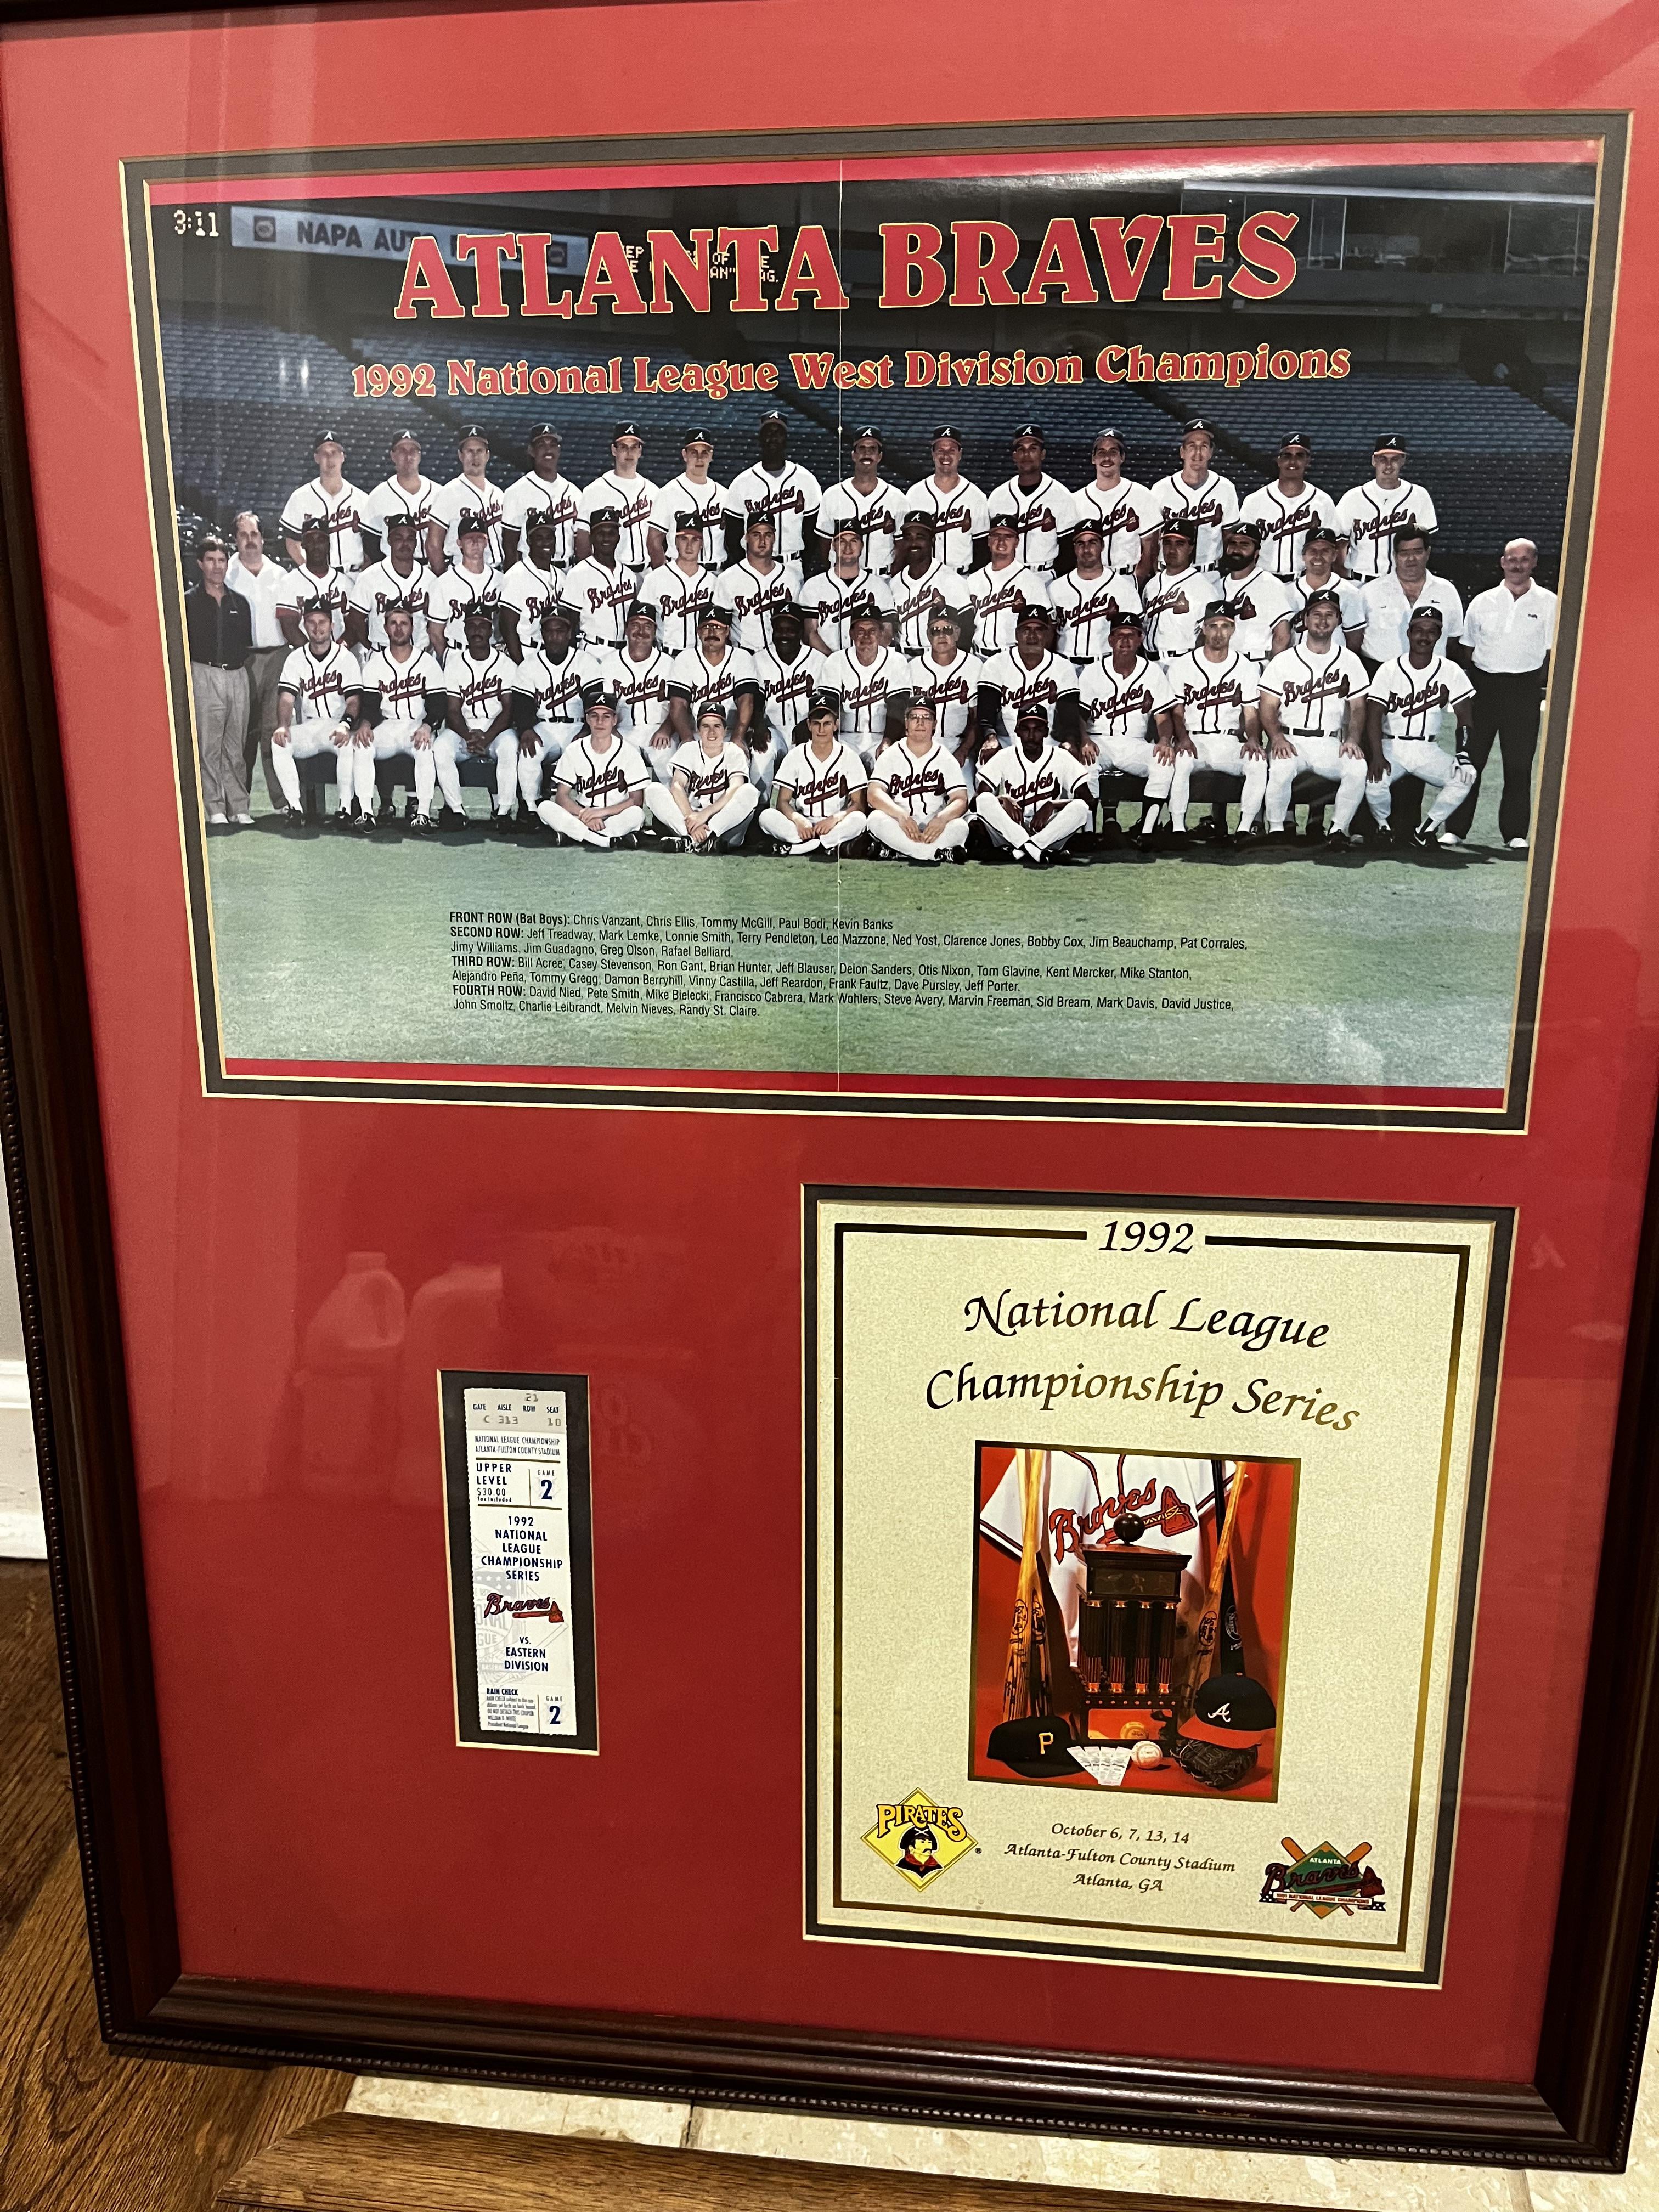 3:11
NAPA AUTO
ATLANTA BRAVES
1992 National League West Division Champions
FRONT ROW (Bat Boys): Chris Vanzant, Chris Ellis, Tommy McGill, Paul Bodi, Kevin Banks
SECOND ROW: Jeff Treadway, Mark Lemke, Lonnie Smith, Terry Pendleton, Leo Mazzone, Ned Yost, Clarence Jones, Bobby Cox, Jim Beauchamp, Pat Corrales,
Jimy Williams, Jim Guadagno, Greg Olson, Rafael Belliard.
THIRD ROW: Bill Acree, Casey Stevenson, Ron Gant, Brian Hunter, Jeff Blauser, Deion Sanders, Otis Nixon, Tom Glavine, Kent Mercker, Mike Stanton,
Alejandro Peña, Tommy Gregg, Damon Berryhill, Vinny Castilla, Jeff Reardon, Frank Faultz, Dave Pursley, Jeff Porter.
FOURTH ROW: David Nied, Pete Smith, Mike Bielecki, Francisco Cabrera, Mark Wohlers, Steve Avery, Marvin Freeman, Sid Bream, Mark Davis, David Justice,
John Smoltz, Charlie Leibrandt, Melvin Nieves, Randy St. Claire.
21
GATE AISLE ROW SEAT
C 313 10
NATIONAL LEAGUE CHAMPIONSHIP
ATLANTA-FULTON COUNTY STADIUM
UPPER
LEVEL
$30.00
Tax Included
GAME
2
1992
NATIONAL
LEAGUE
CHAMPIONSHIP
SERIES
Braves
VS.
EASTERN
DIVISION
RAIN CHECK
GAME
2
1992
National League
Championship Series
Braves
A
P
PIRATES
October 6, 7, 13, 14
Atlanta-Fulton County Stadium
Atlanta, GA
ATLANTA
Braves
1991 NATIONAL LEAGUE CHAMPIONS